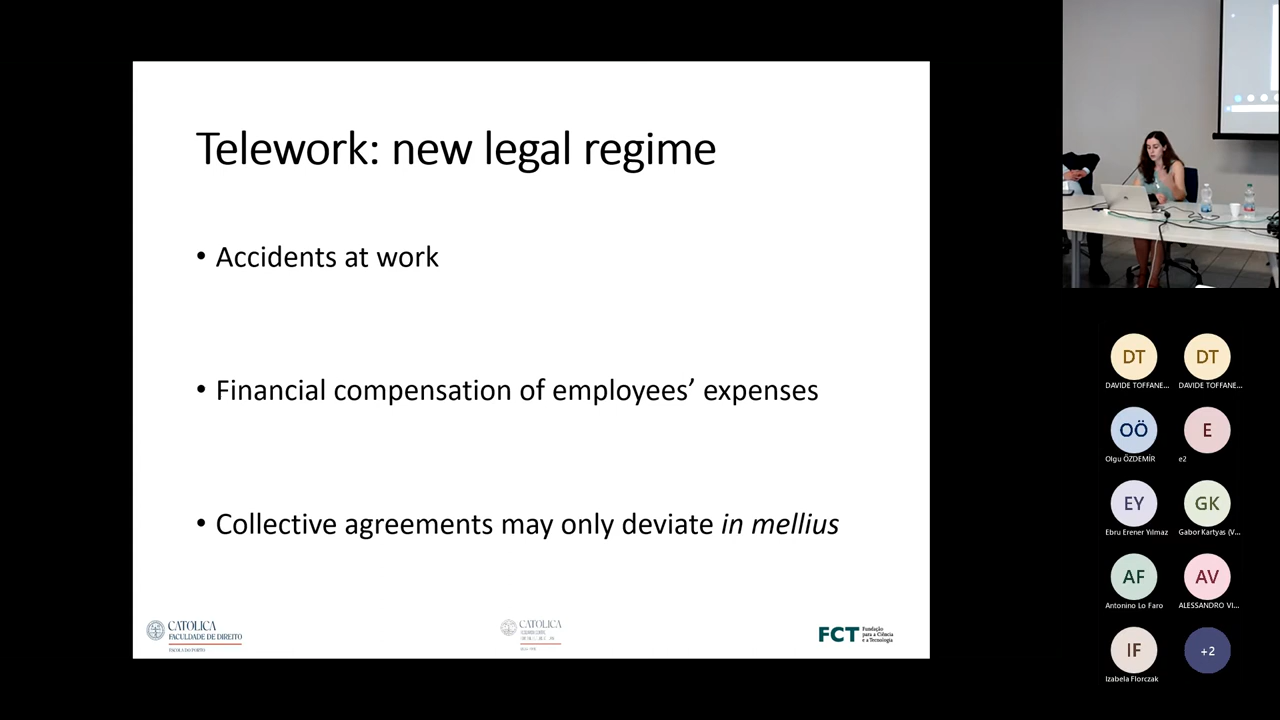 Telework: new legal regime
• Accidents at work
• Financial compensation of employees’ expenses
• Collective agreements may only deviate in mellius
CATOLICA
FACULDADE DE DIREITO
ESCOLA DO PORTO
CATOLICA
FCT
Fundação
para a Ciência
e a Tecnologia
DT
DT
DAVIDE TOFFANE...
DAVIDE TOFFANE...
OÖ
E
Olgu ÖZDEMİR
e2
EY
GK
Ebru Erener Yılmaz
Gabor Kartyas (V...
AF
AV
Antonino Lo Faro
ALESSANDRO VI...
IF
+2
Izabela Florczak